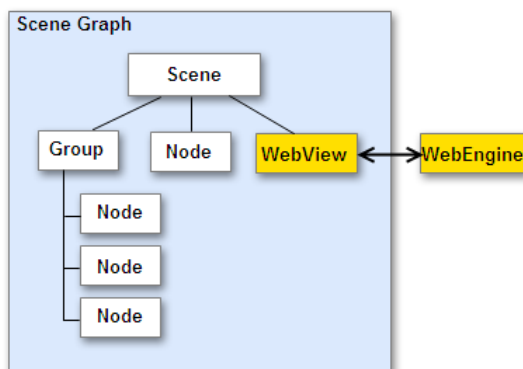 Scene Graph
Scene
Group
Node
WebView
WebEngine
Node
Node
Node